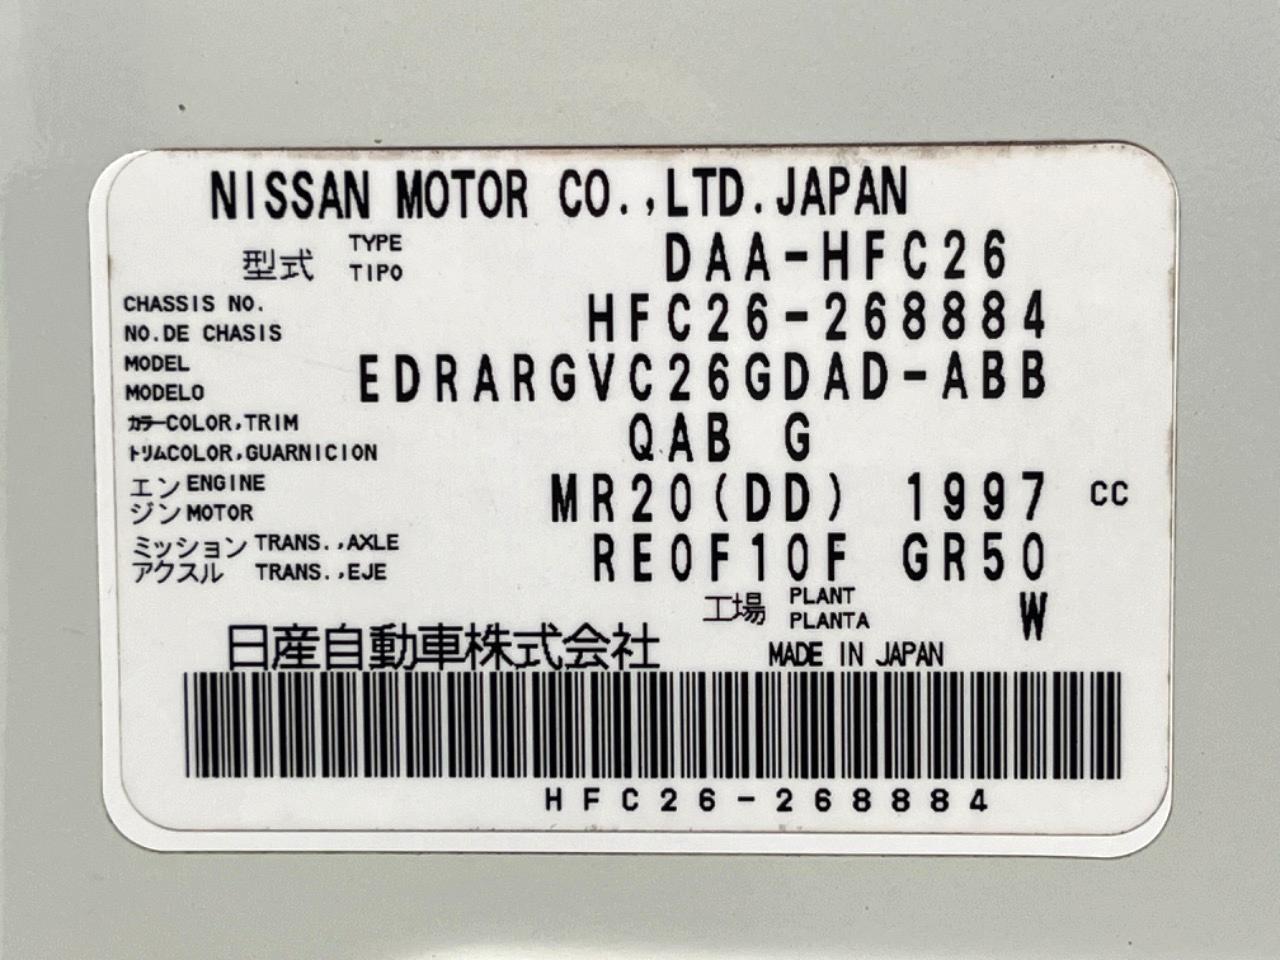 NISSAN MOTOR CO.,LTD.JAPAN
型式 TYPE TIPO DAA-HFC26
CHASSIS NO. NO.DE CHASIS HFC26-268884
MODEL MODELO EDRARGVC26GDAD-ABB
カラーCOLOR,TRIM トリムCOLOR,GUARNICION QAB G
エンジン ENGINE MOTOR MR20(DD) 1997 CC
ミッション TRANS.,AXLE アクスル TRANS.,EJE RE0F10F GR50
工場 PLANT PLANTA W
日産自動車株式会社 MADE IN JAPAN
HFC26-268884